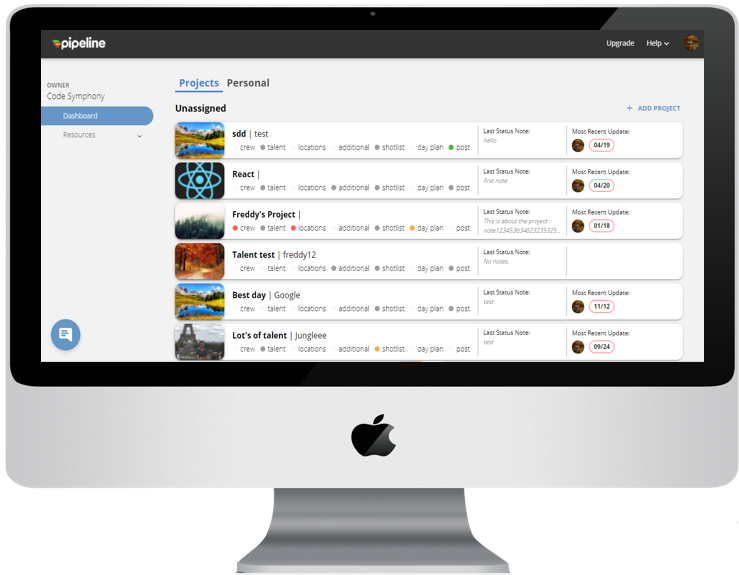 pipeline
Upgrade Help
OWNER
Code Symphony
Dashboard
Resources
Projects Personal
Unassigned
+ ADD PROJECT
sdd | test
crew talent locations additional shotlist day plan post
Last Status Note:
hello
Most Recent Update:
04/19
React |
crew talent locations additional shotlist day plan post
Last Status Note:
first note
Most Recent Update:
04/20
Freddy's Project |
crew talent locations additional shotlist day plan post
Last Status Note:
This is about the project
note123453634623235325...
Most Recent Update:
01/18
Talent test | freddy12
crew talent locations additional shotlist day plan post
Last Status Note:
No notes.
Best day | Google
crew talent locations additional shotlist day plan post
Last Status Note:
test
Most Recent Update:
11/12
Lot's of talent | Jungleee
crew talent locations additional shotlist day plan post
Last Status Note:
test
Most Recent Update:
09/24